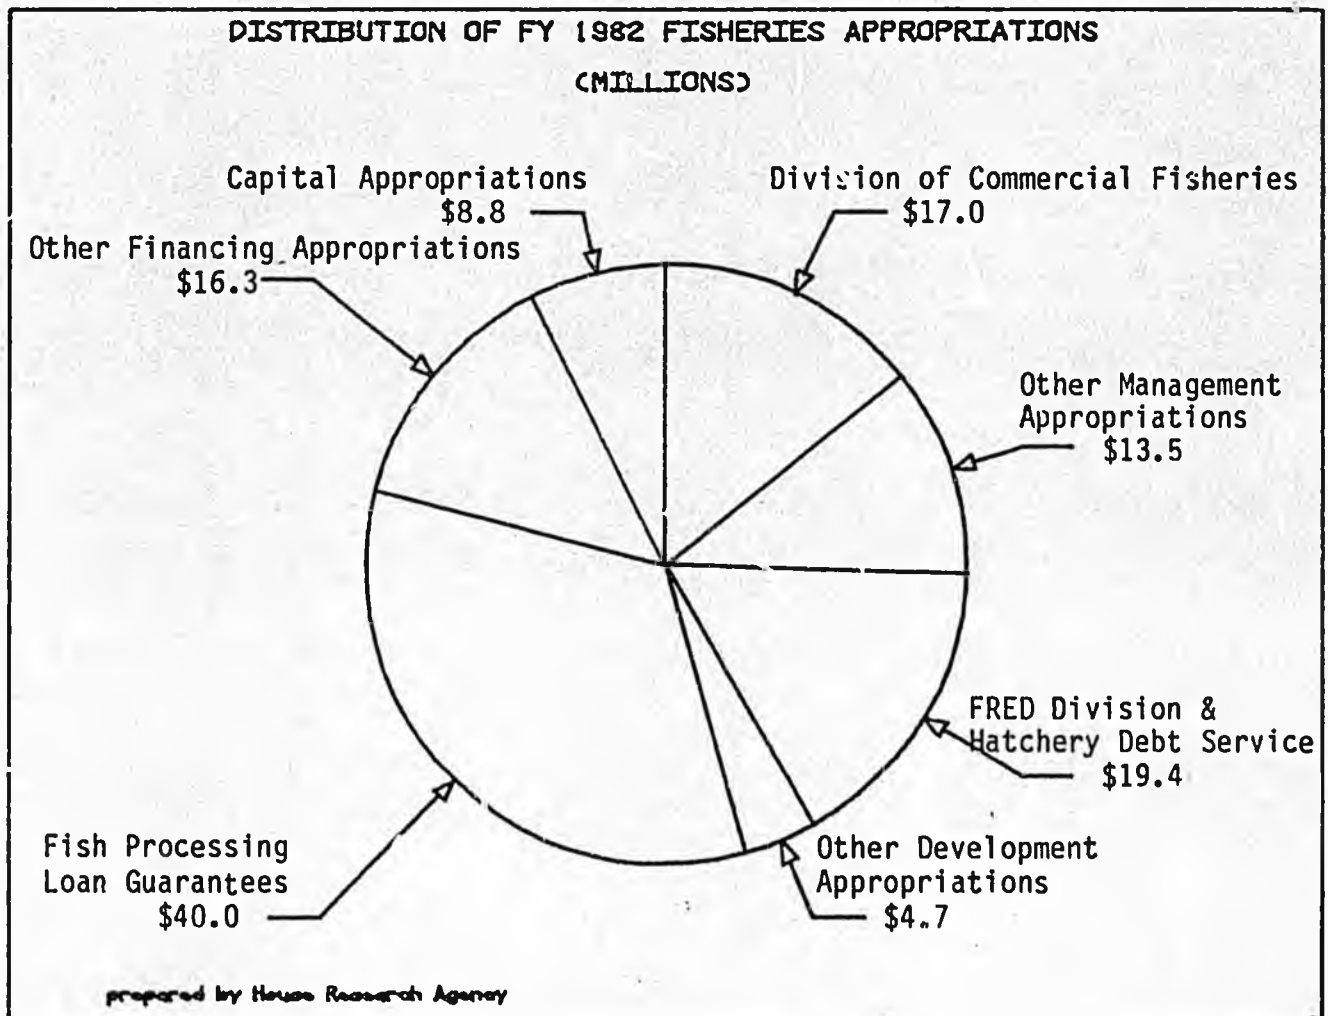 DISTRIBUTION OF FY 1982 FISHERIES APPROPRIATIONS
(MILLIONS)
Capital Appropriations
$8.8
Division of Commercial Fisheries
$17.0
Other Financing Appropriations
$16.3
Other Management
Appropriations
$13.5
FRED Division &
Hatchery Debt Service
$19.4
Fish Processing
Loan Guarantees
$40.0
Other Development
Appropriations
$4.7
prepared by House Research Agency